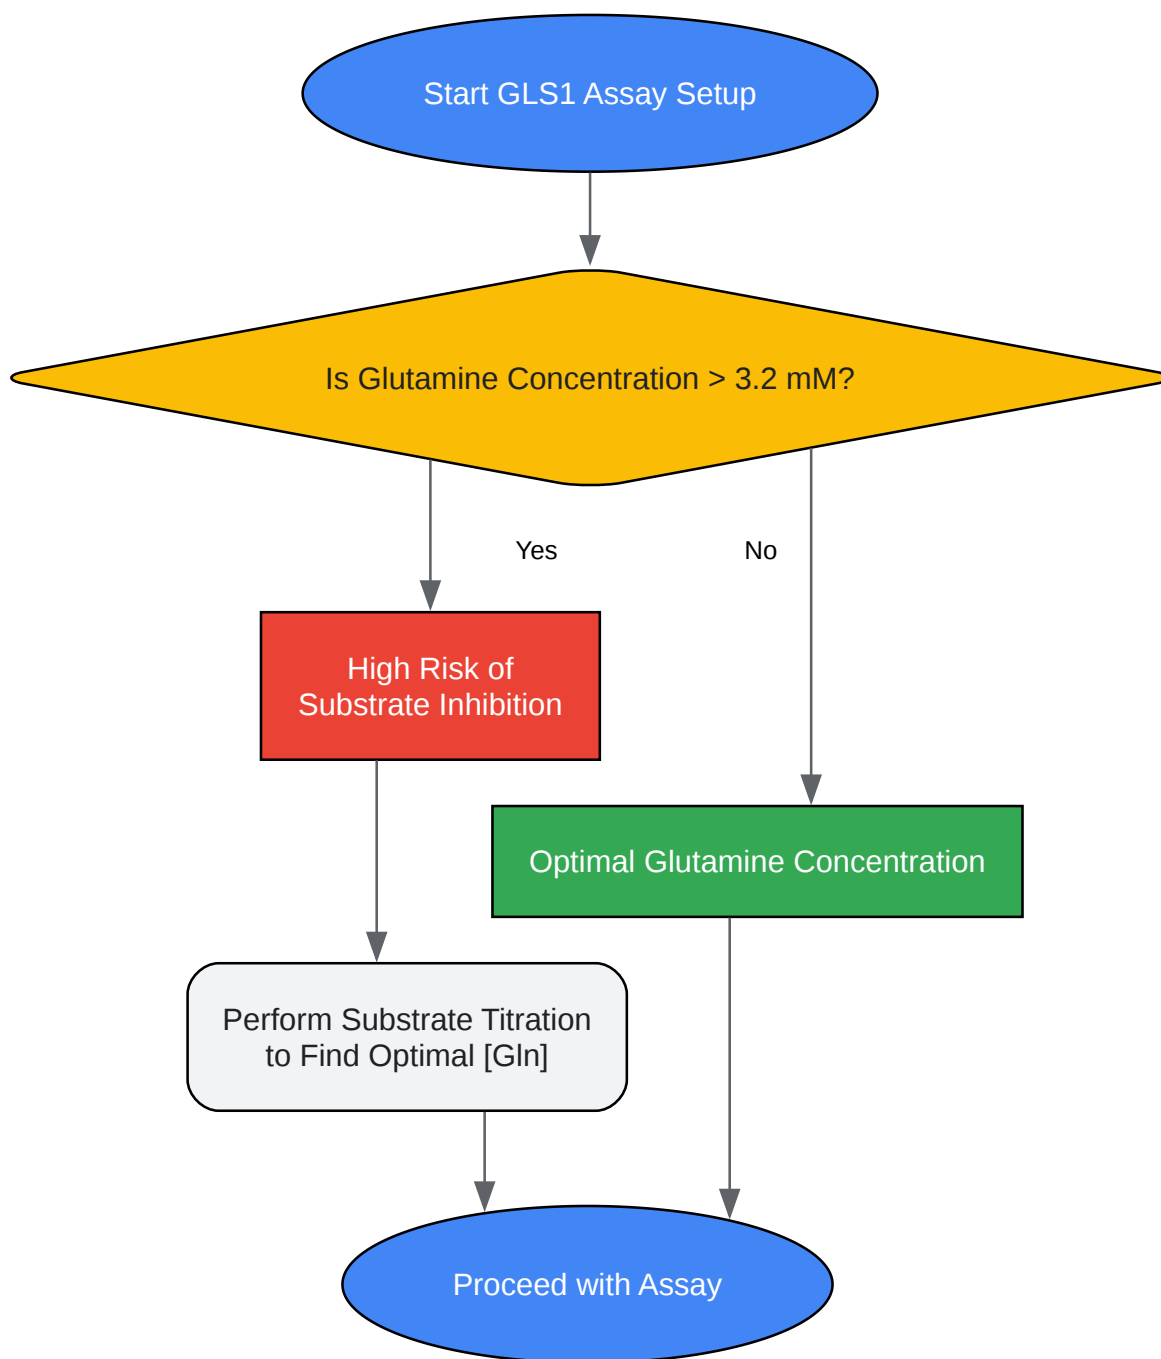 Start GLS1 Assay Setup
Is Glutamine Concentration > 3.2 mM?
Yes
No
High Risk of
Substrate Inhibition
Optimal Glutamine Concentration
Perform Substrate Titration
to Find Optimal [Gln]
Proceed with Assay